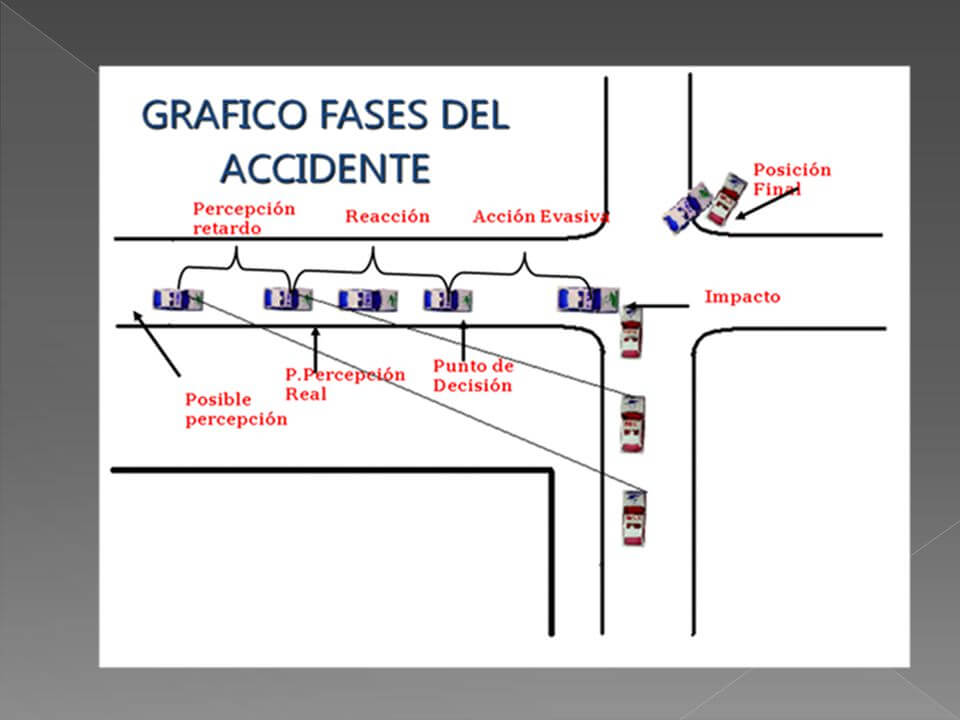 GRAFICO FASES DEL
ACCIDENTE
Posición
Final
Percepción
retardo
Reacción
Acción Evasiva
Impacto
P.Percepción
Real
Punto de
Decisión
Posible
percepción